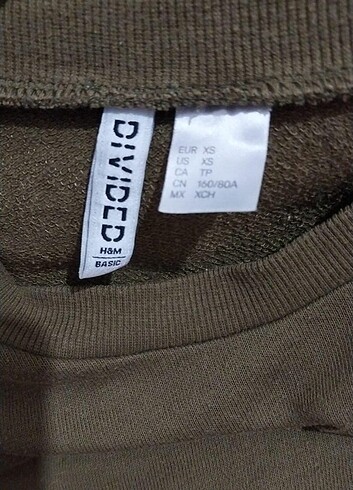 DIVIDED
H&M
BASIC
EUR XS
US XS
CA TP
CN 160/80A
MX XCH